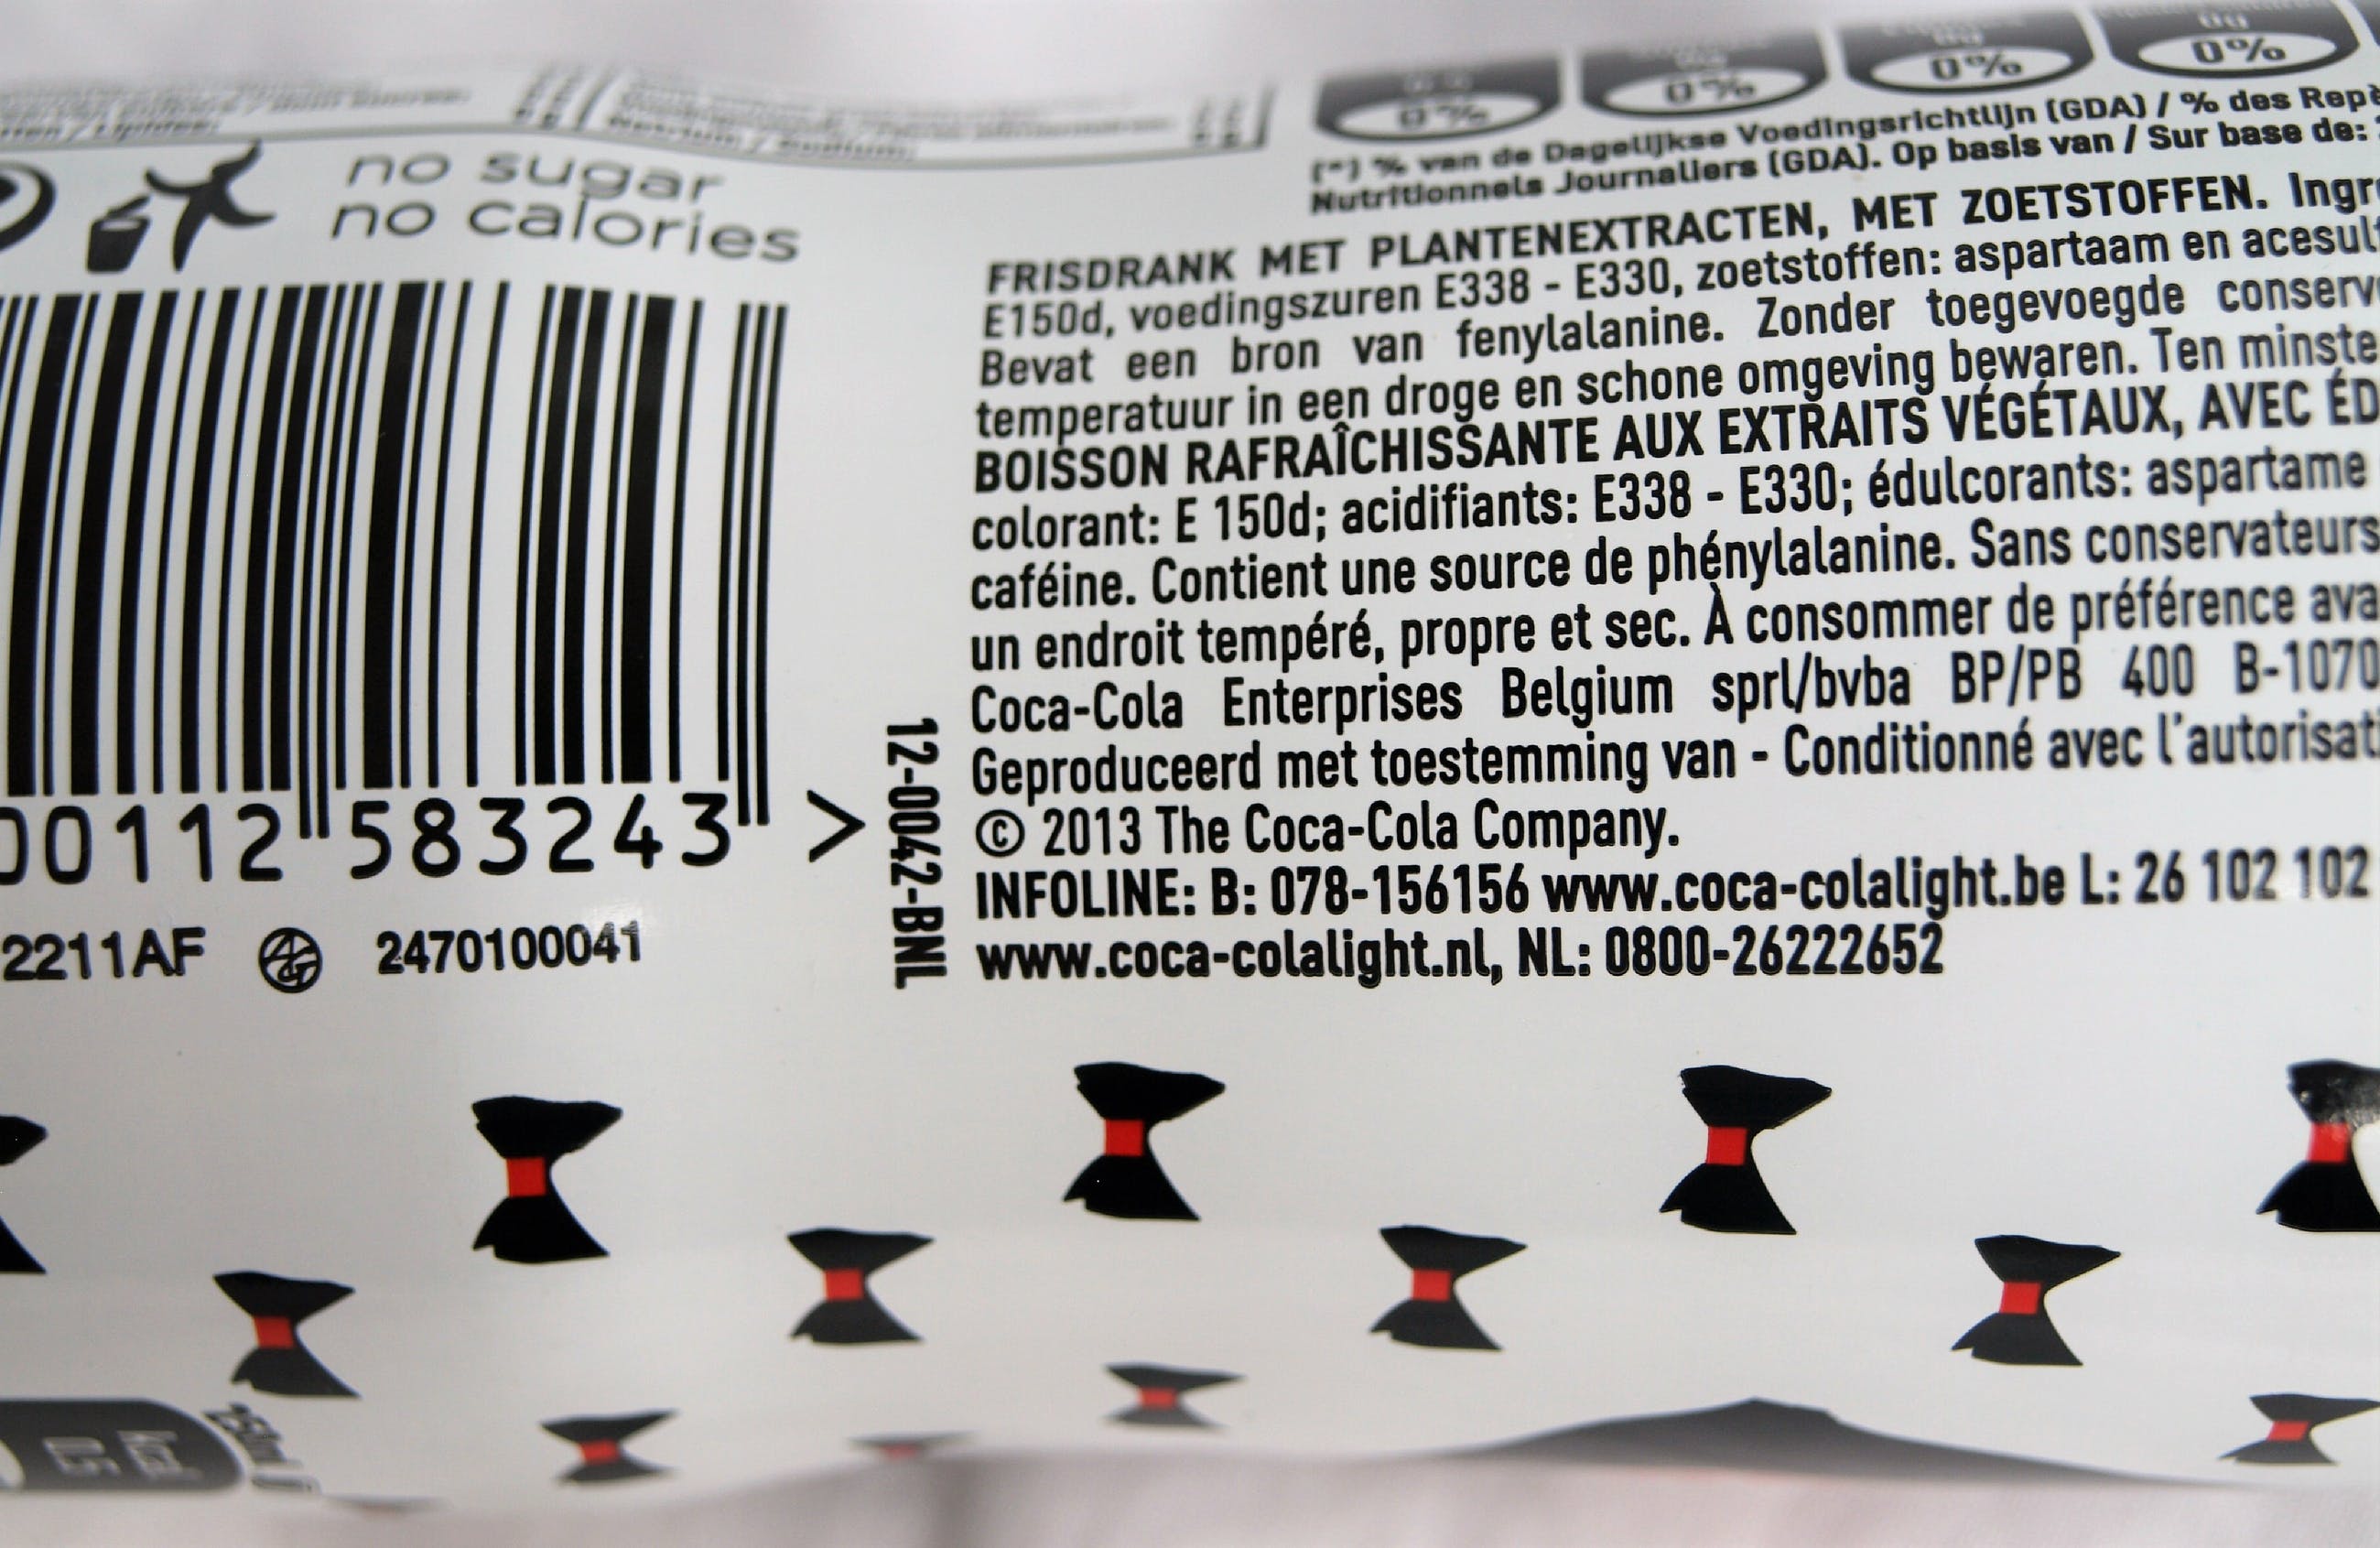 no sugar
no calories
00112 583243 >
2211AF 2470100041
12-0042-BNL
0% 0% 0% 0%
(*) % van de Dagelijkse Voedingsrichtlijn (GDA) / % des Repè
Nutritionnels Journaliers (GDA). Op basis van / Sur base de:
FRISDRANK MET PLANTENEXTRACTEN, MET ZOETSTOFFEN. Ingr
E150d, voedingszuren E338 - E330, zoetstoffen: aspartaam en acesul
Bevat een bron van fenylalanine. Zonder toegevoegde conserv
temperatuur in een droge en schone omgeving bewaren. Ten minste
BOISSON RAFRAÎCHISSANTE AUX EXTRAITS VÉGÉTAUX, AVEC ÉD
colorant: E 150d; acidifiants: E338 - E330; édulcorants: aspartame
caféine. Contient une source de phénylalanine. Sans conservateurs
un endroit tempéré, propre et sec. À consommer de préférence ava
Coca-Cola Enterprises Belgium sprl/bvba BP/PB 400 B-1070
Geproduceerd met toestemming van - Conditionné avec l'autorisati
© 2013 The Coca-Cola Company.
INFOLINE: B: 078-156156 www.coca-colalight.be L: 26 102 102
www.coca-colalight.nl, NL: 0800-26222652